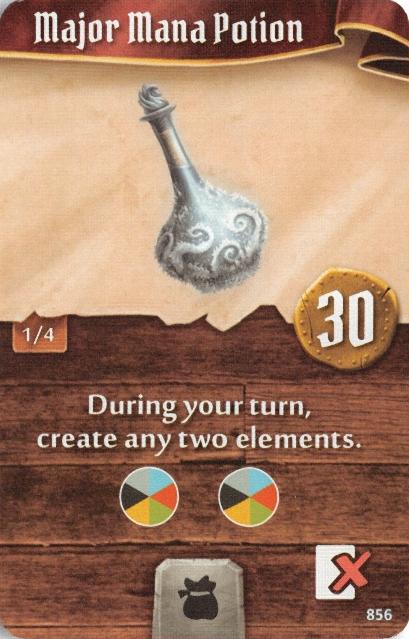 Major Mana Potion
30
1/4
During your turn,
create any two elements.
856